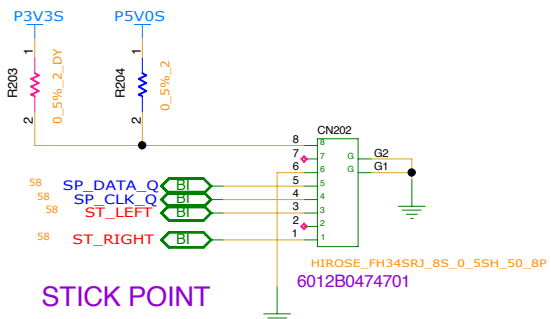 P3V3S
P5V0S
1
1
R203
0_5%_2_DY
R204
0_5%_2
2
2
CN202
8
8
7
7
G
G2
6
6
G
G1
58
SP_DATA_Q
BI
5
5
58
SP_CLK_Q
BI
4
4
58
ST_LEFT
BI
3
3
2
2
58
ST_RIGHT
BI
1
1
HIROSE_FH34SRJ_8S_0_5SH_50_8P
6012B0474701
STICK POINT